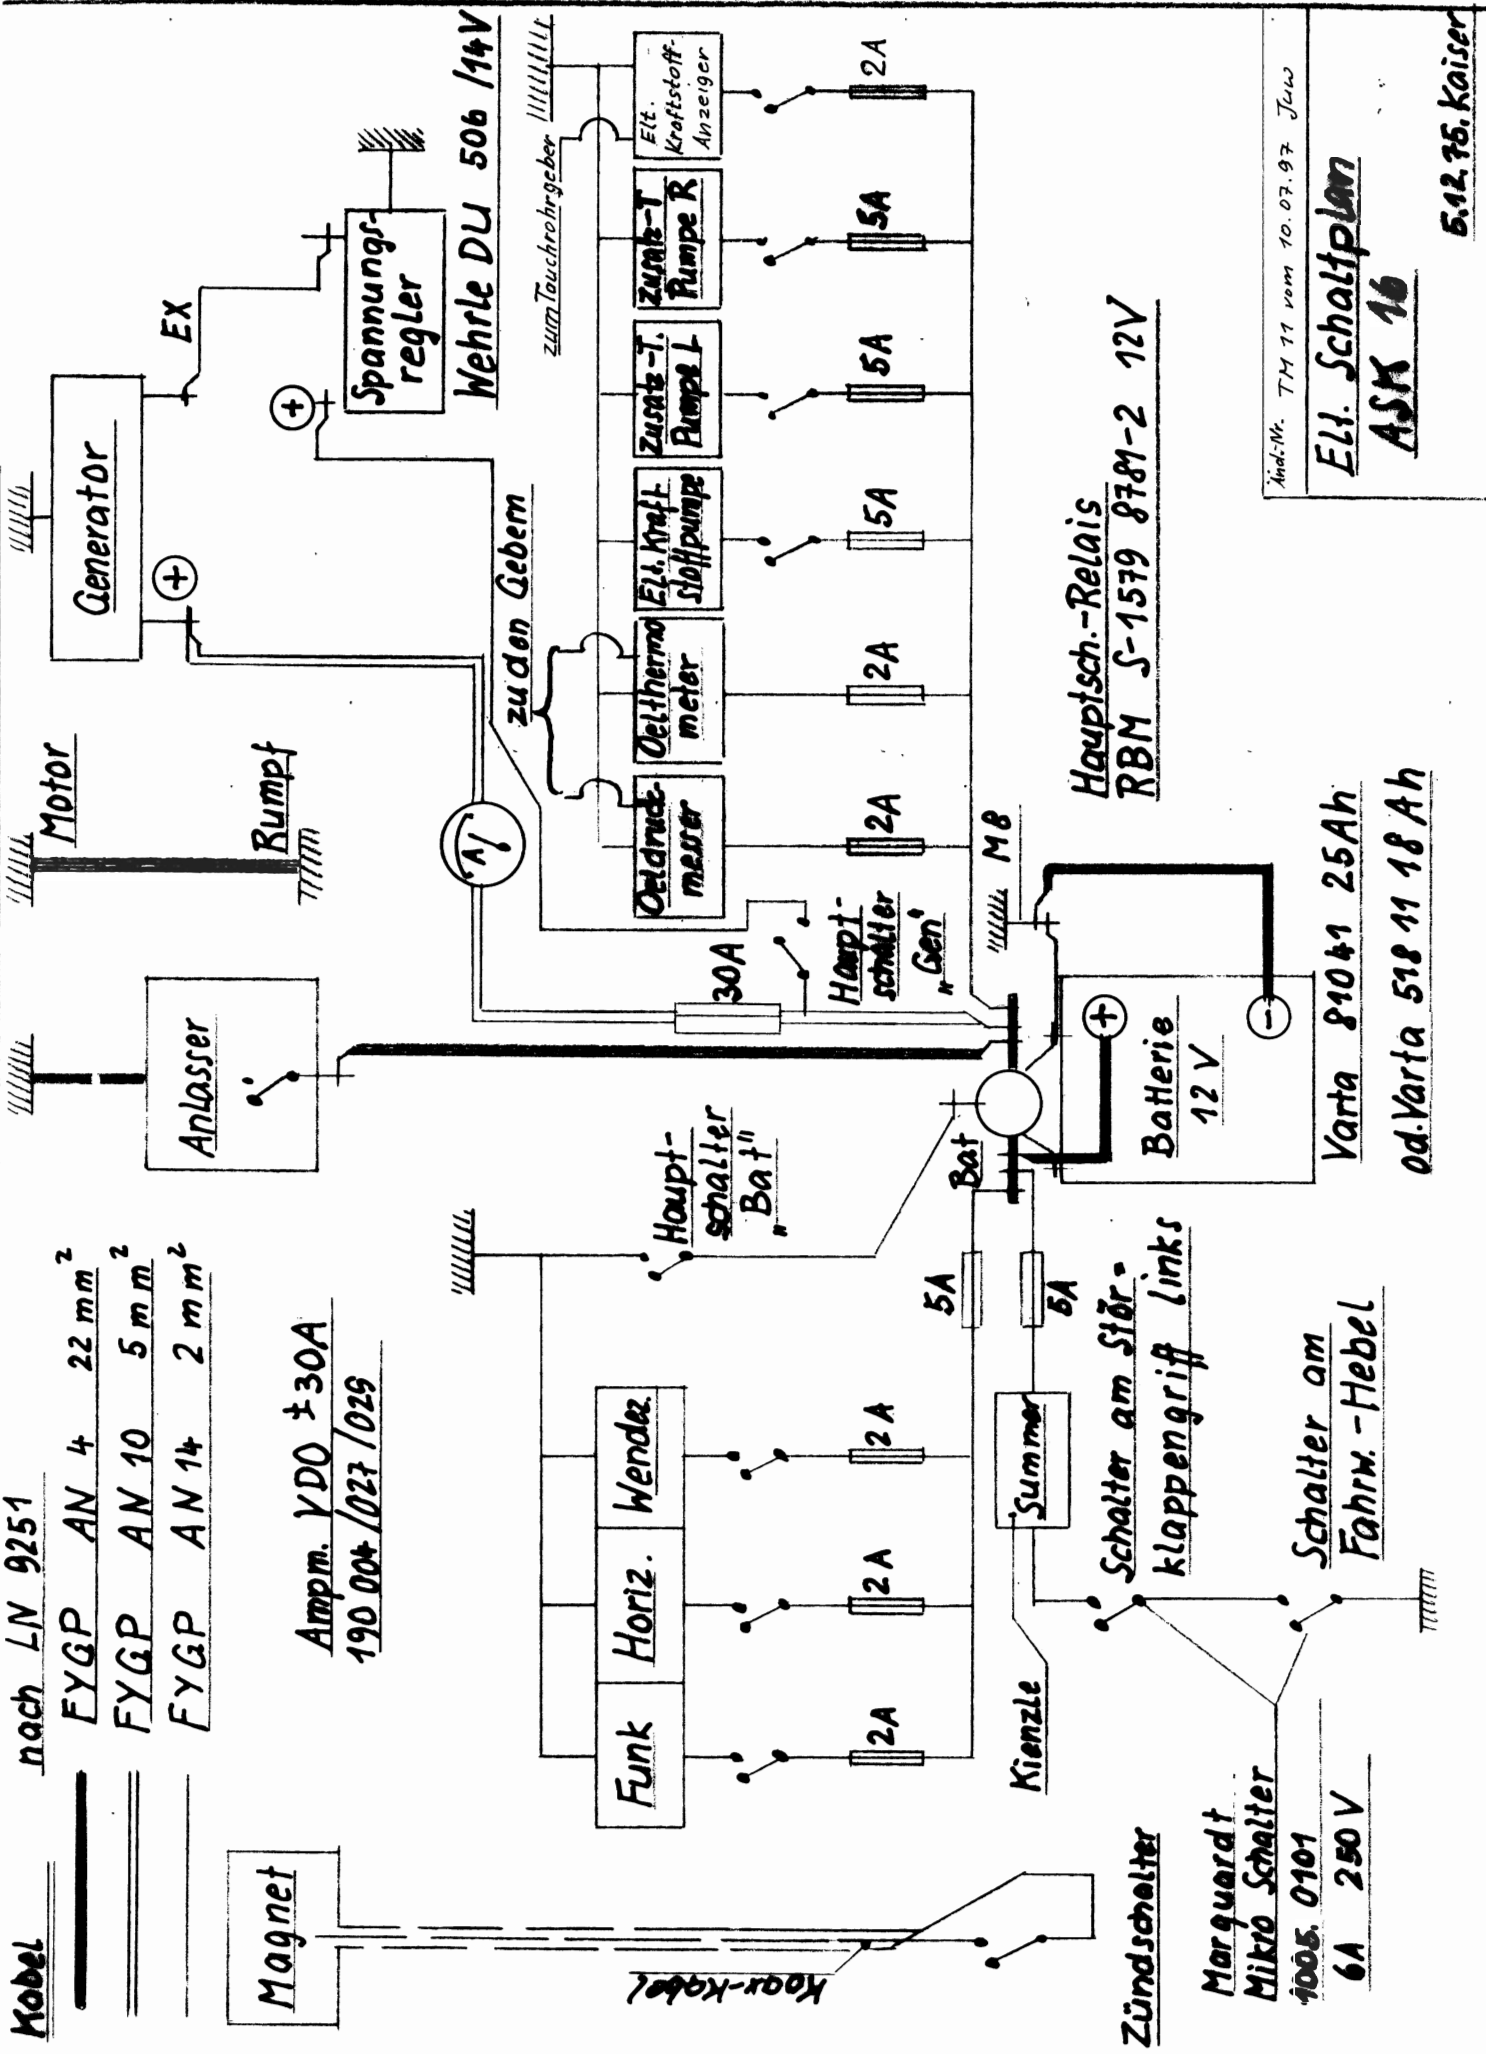 Kabel
nach LN 9251
FYGP AN 4 22 mm²
FYGP AN 10 5 mm²
FYGP AN 14 2 mm²
Motor
Rumpf
Ampm. VDO ±30A
190 004/027/029
Magnet
Koax-Kabel
Zündschalter
Anlasser
Generator
+
EX
+
Spannungs-
regler
Wehrle DU 506/14V
A
30A
Haupt-
schalter
"Gen"
Haupt-
schalter
"Bat"
Funk
Horiz.
Wendez.
2A
2A
2A
5A
5A
Bat
zu den Gebern
zum Tauchrohrgeber
Oeldruck-
messer
Oelthermo
meter
Elt. Kraft-
stoffpumpe
Zusatz-T.
Pumpe L
Zusatz-T
Pumpe R
Elt.
Kraftstoff-
Anzeiger
2A
2A
5A
5A
5A
2A
Summer
Kienzle
Schalter am Stör=
klappengriff links
Schalter am
Fahrw.-Hebel
Marquardt
Mikro Schalter
1005. 0101
6A 250V
M8
+
-
Batterie
12V
Varta 81041 25Ah
od. Varta 518 11 18 Ah
Hauptsch.-Relais
RBM S-1579 8781-2 12V
Änd.-Nr. TM 11 vom 10.07.97 Juw
Elt. Schaltplan
ASK 16
5.12.75. Kaiser